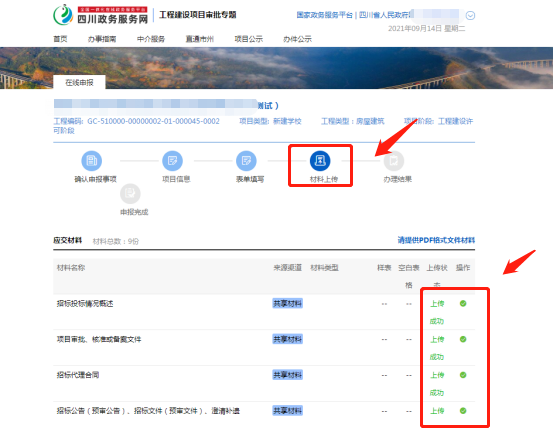 全国一体化政务服务平台
四川政务服务网
工程建设项目审批专题
国家政务服务平台 | 四川省人民政府
2021年09月14日 星期二
首页 办事指南 中介服务 直通市州 项目公示 办件公示
在线申报
测试）
工程编码: GC-510000-00000002-01-000045-0002 项目类型: 新建学校 工程类型: 房屋建筑 项目阶段: 工程建设许
可阶段
确认申报事项 项目信息 表单填写 材料上传 办理结果
申报完成
应交材料 材料总数: 9份 请提供PDF格式文件材料
材料名称 来源渠道 材料类型 样表 空白表 上传状 操作
格 态
招标投标情况概述 共享材料 -- -- 上传
成功
项目审批、核准或备案文件 共享材料 -- -- 上传
成功
招标代理合同 共享材料 -- -- 上传
成功
招标公告（预审公告）、招标文件（预审文件）、澄清补遗 共享材料 -- -- 上传